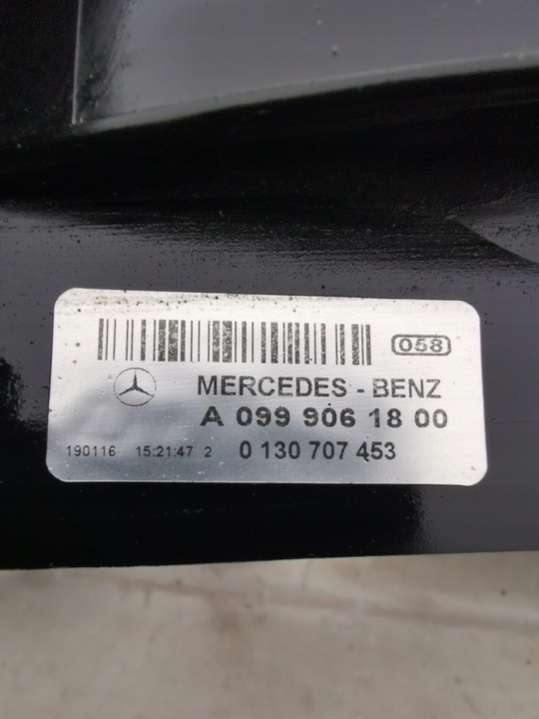 058
MERCEDES - BENZ
A 099 906 18 00
190116 15:21:47 2 0 130 707 453